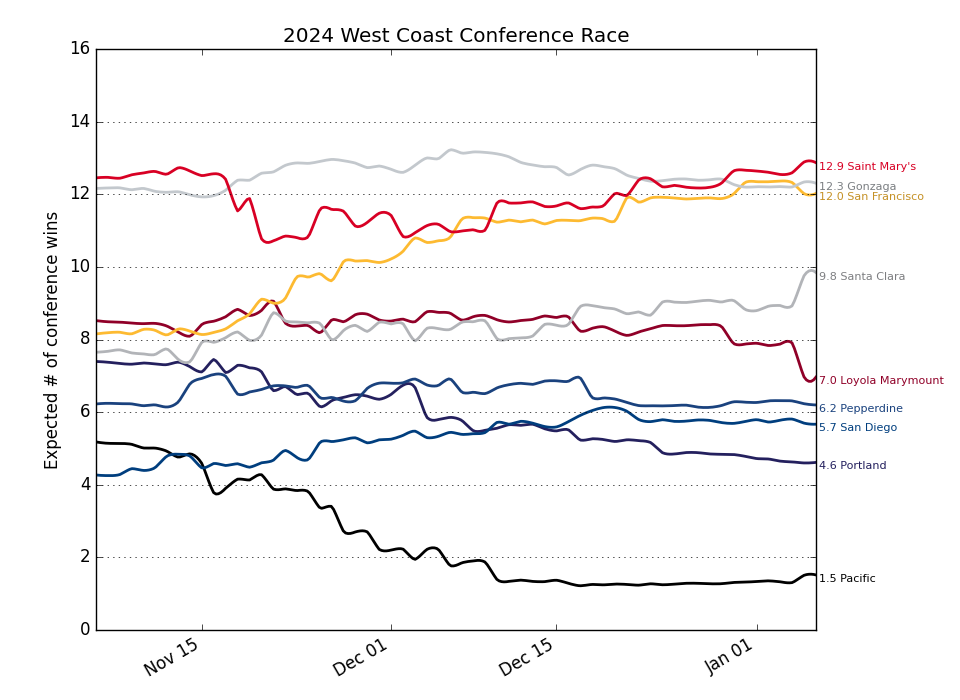 2024 West Coast Conference Race
Expected # of conference wins
16
14
12
10
8
6
4
2
0
Nov 15
Dec 01
Dec 15
Jan 01
12.9 Saint Mary's
12.3 Gonzaga
12.0 San Francisco
9.8 Santa Clara
7.0 Loyola Marymount
6.2 Pepperdine
5.7 San Diego
4.6 Portland
1.5 Pacific